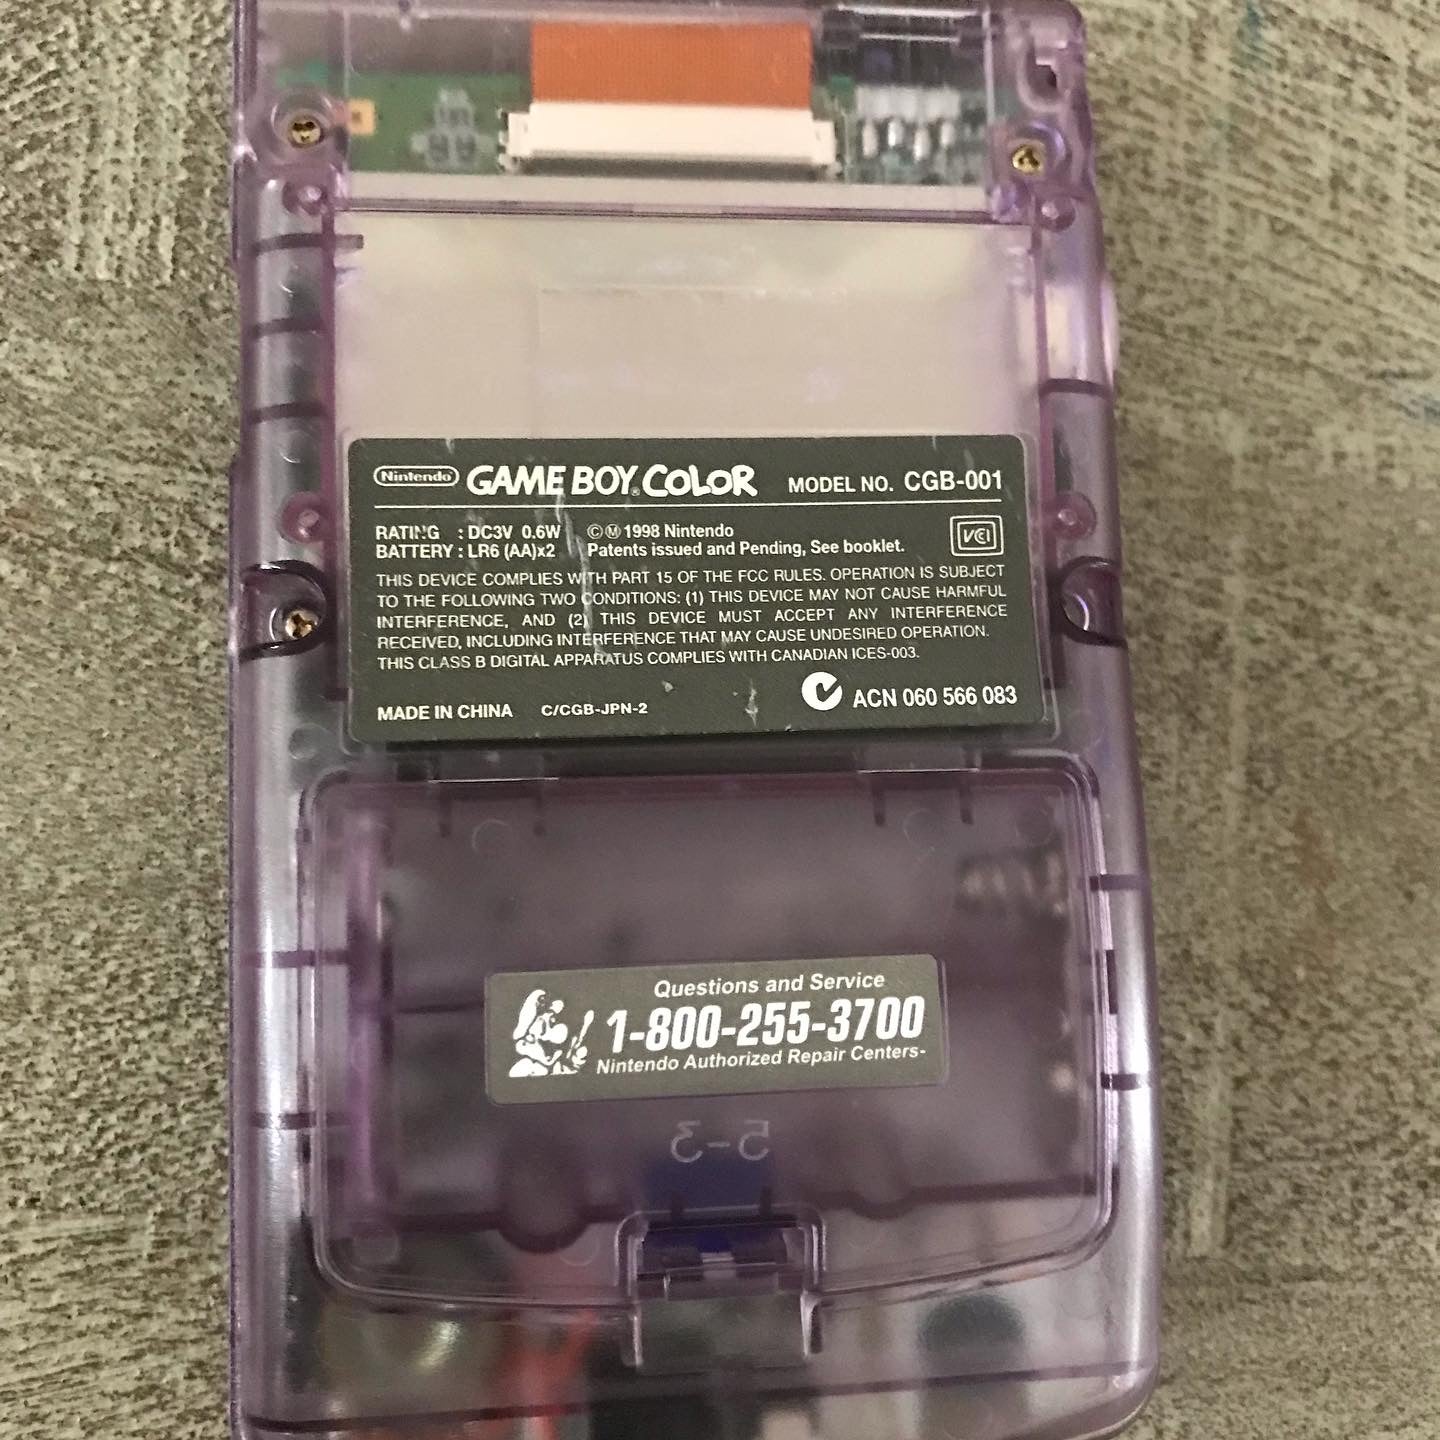 Nintendo GAME BOY COLOR MODEL NO. CGB-001
RATING : DC3V 0.6W ©Ⓜ 1998 Nintendo
BATTERY : LR6 (AA)x2 Patents issued and Pending, See booklet.
VCI
THIS DEVICE COMPLIES WITH PART 15 OF THE FCC RULES. OPERATION IS SUBJECT
TO THE FOLLOWING TWO CONDITIONS: (1) THIS DEVICE MAY NOT CAUSE HARMFUL
INTERFERENCE, AND (2) THIS DEVICE MUST ACCEPT ANY INTERFERENCE
RECEIVED, INCLUDING INTERFERENCE THAT MAY CAUSE UNDESIRED OPERATION.
THIS CLASS B DIGITAL APPARATUS COMPLIES WITH CANADIAN ICES-003.
MADE IN CHINA C/CGB-JPN-2 ACN 060 566 083
Questions and Service
1-800-255-3700
Nintendo Authorized Repair Centers-
5-3